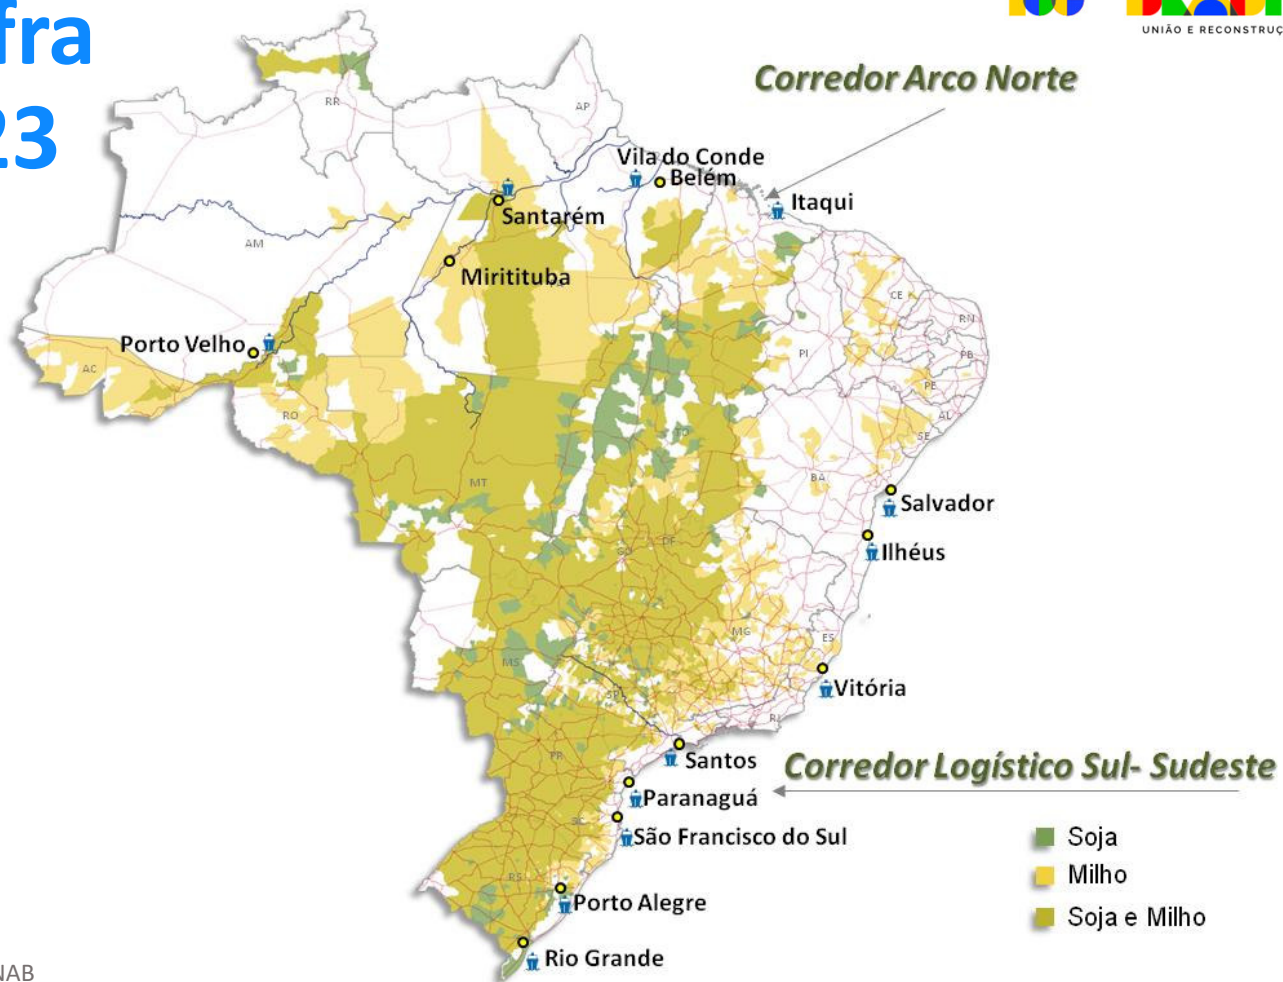 fra
23
UNIÃO E RECONSTRUÇ
Corredor Arco Norte
RR
AP
Vila do Conde
Belém
Itaqui
Santarém
AM
Miritituba
CE
RN
Porto Velho
PI
PB
AC
PE
RO
AL
SE
MT
BA
Salvador
DF
GO
Ilhéus
MG
ES
MS
Vitória
SP
RJ
Santos
Corredor Logístico Sul- Sudeste
PR
Paranaguá
SC
São Francisco do Sul
Soja
Milho
RS
Porto Alegre
Soja e Milho
Rio Grande
NAB